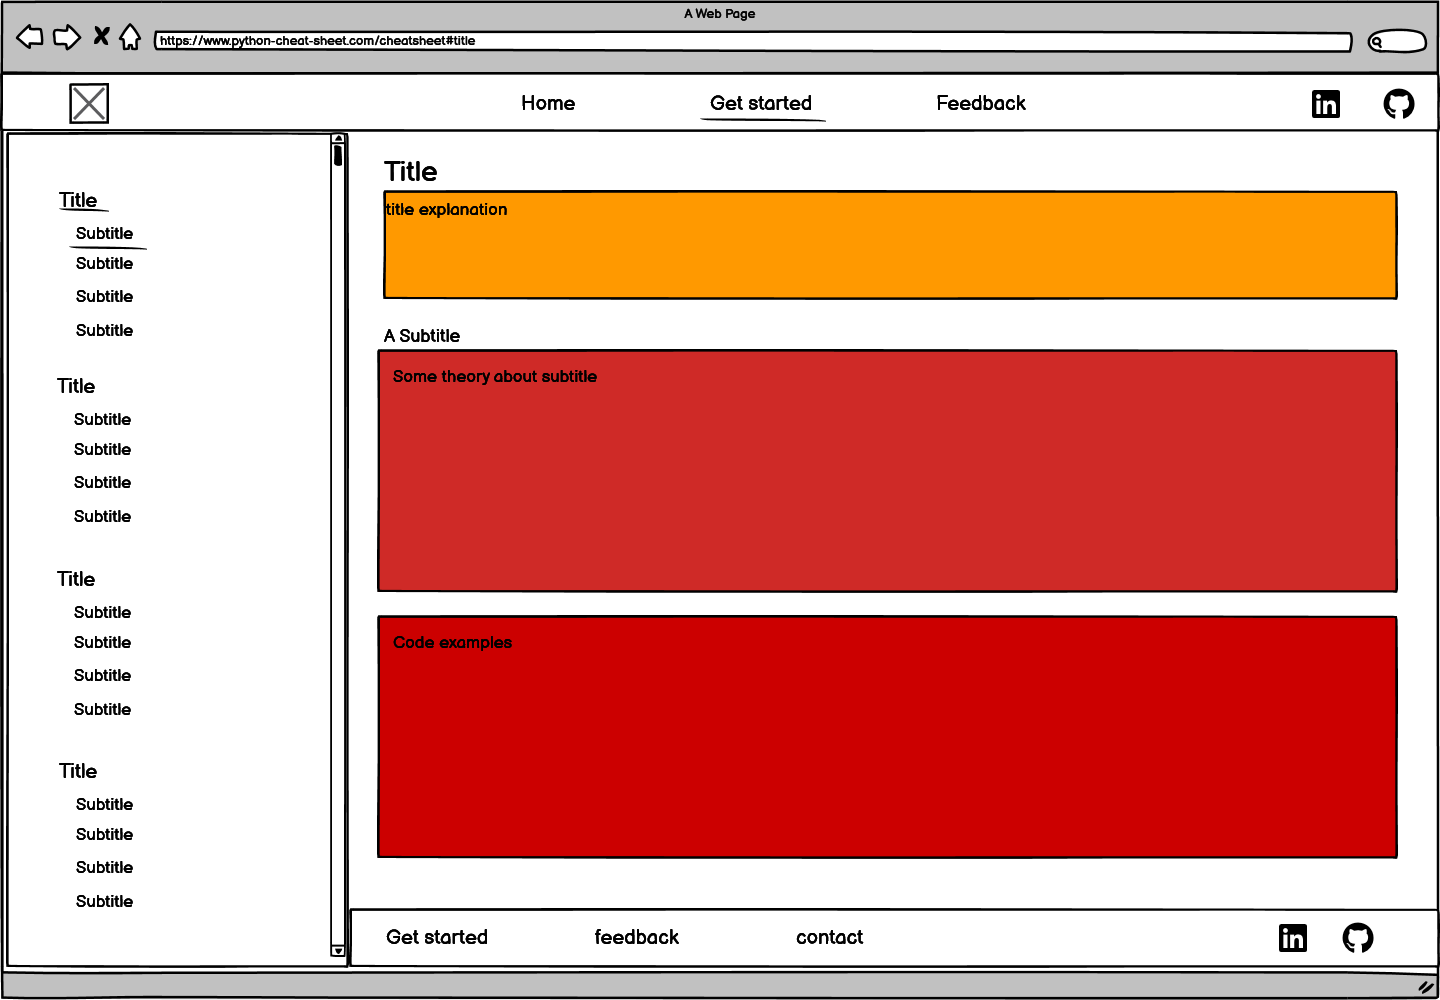 A Web Page
https://www.python-cheat-sheet.com/cheatsheet#title
Home
Get started
Feedback
in
Title
Subtitle
Subtitle
Subtitle
Subtitle
Title
Subtitle
Subtitle
Subtitle
Subtitle
Title
Subtitle
Subtitle
Subtitle
Subtitle
Title
Subtitle
Subtitle
Subtitle
Subtitle
Title
title explanation
A Subtitle
Some theory about subtitle
Code examples
Get started
feedback
contact
in